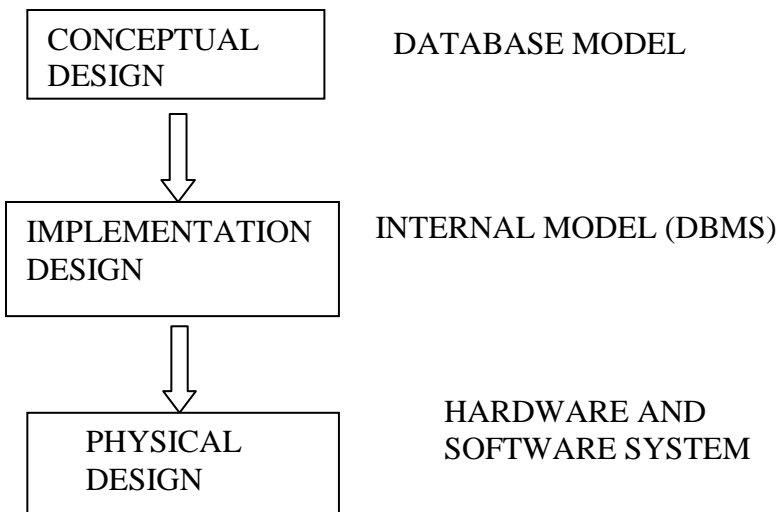 CONCEPTUAL
DESIGN
DATABASE MODEL
IMPLEMENTATION
DESIGN
INTERNAL MODEL (DBMS)
PHYSICAL
DESIGN
HARDWARE AND
SOFTWARE SYSTEM